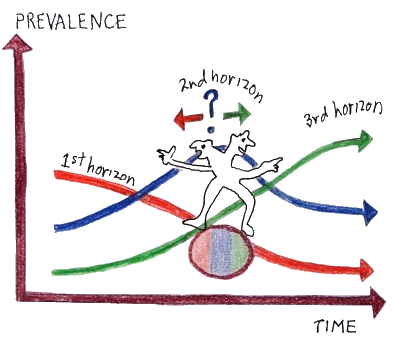 PREVALENCE
2nd horizon
?
3rd horizon
1st horizon
TIME